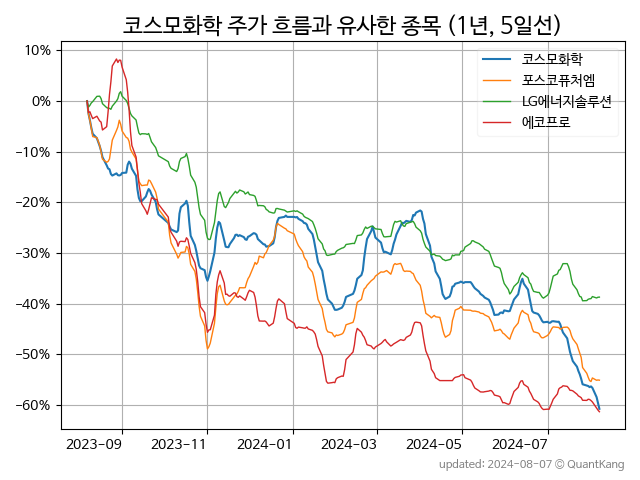 코스모화학 주가 흐름과 유사한 종목 (1년, 5일선)
10%
0%
−10%
−20%
−30%
−40%
−50%
−60%
코스모화학
포스코퓨처엠
LG에너지솔루션
에코프로
2023-09 2023-11 2024-01 2024-03 2024-05 2024-07
updated: 2024-08-07 © QuantKang